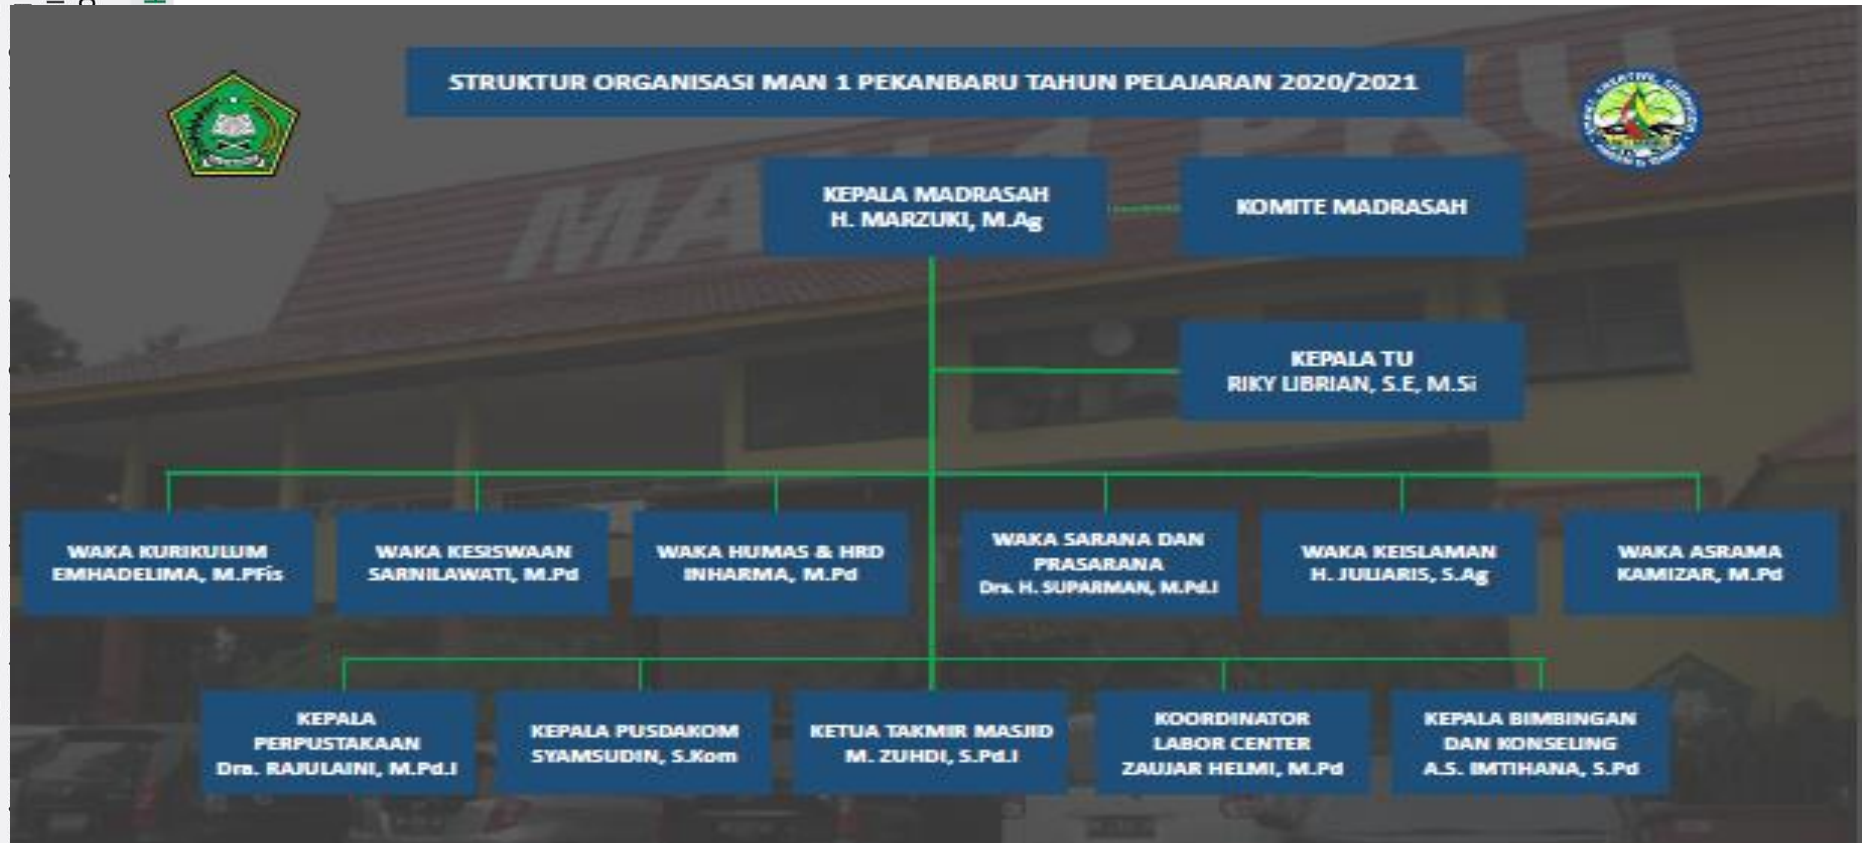 STRUKTUR ORGANISASI MAN 1 PEKANBARU TAHUN PELAJARAN 2020/2021
KEPALA MADRASAH
H. MARZUKI, M.Ag
KOMITE MADRASAH
KEPALA TU
RIKY LIBRIAN, S.E, M.Si
WAKA KURIKULUM
EMHADELIMA, M.PFis
WAKA KESISWAAN
SARNILAWATI, M.Pd
WAKA HUMAS & HRD
INHARMA, M.Pd
WAKA SARANA DAN
PRASARANA
Drs. H. SUPARMAN, M.Pd.I
WAKA KEISLAMAN
H. JULIARIS, S.Ag
WAKA ASRAMA
KAMIZAR, M.Pd
KEPALA
PERPUSTAKAAN
Dra. RAJULAINI, M.Pd.I
KEPALA PUSDAKOM
SYAMSUDIN, S.Kom
KETUA TAKMIR MASJID
M. ZUHDI, S.Pd.I
KOORDINATOR
LABOR CENTER
ZAUJAR HELMI, M.Pd
KEPALA BIMBINGAN
DAN KONSELING
A.S. IMTIHANA, S.Pd